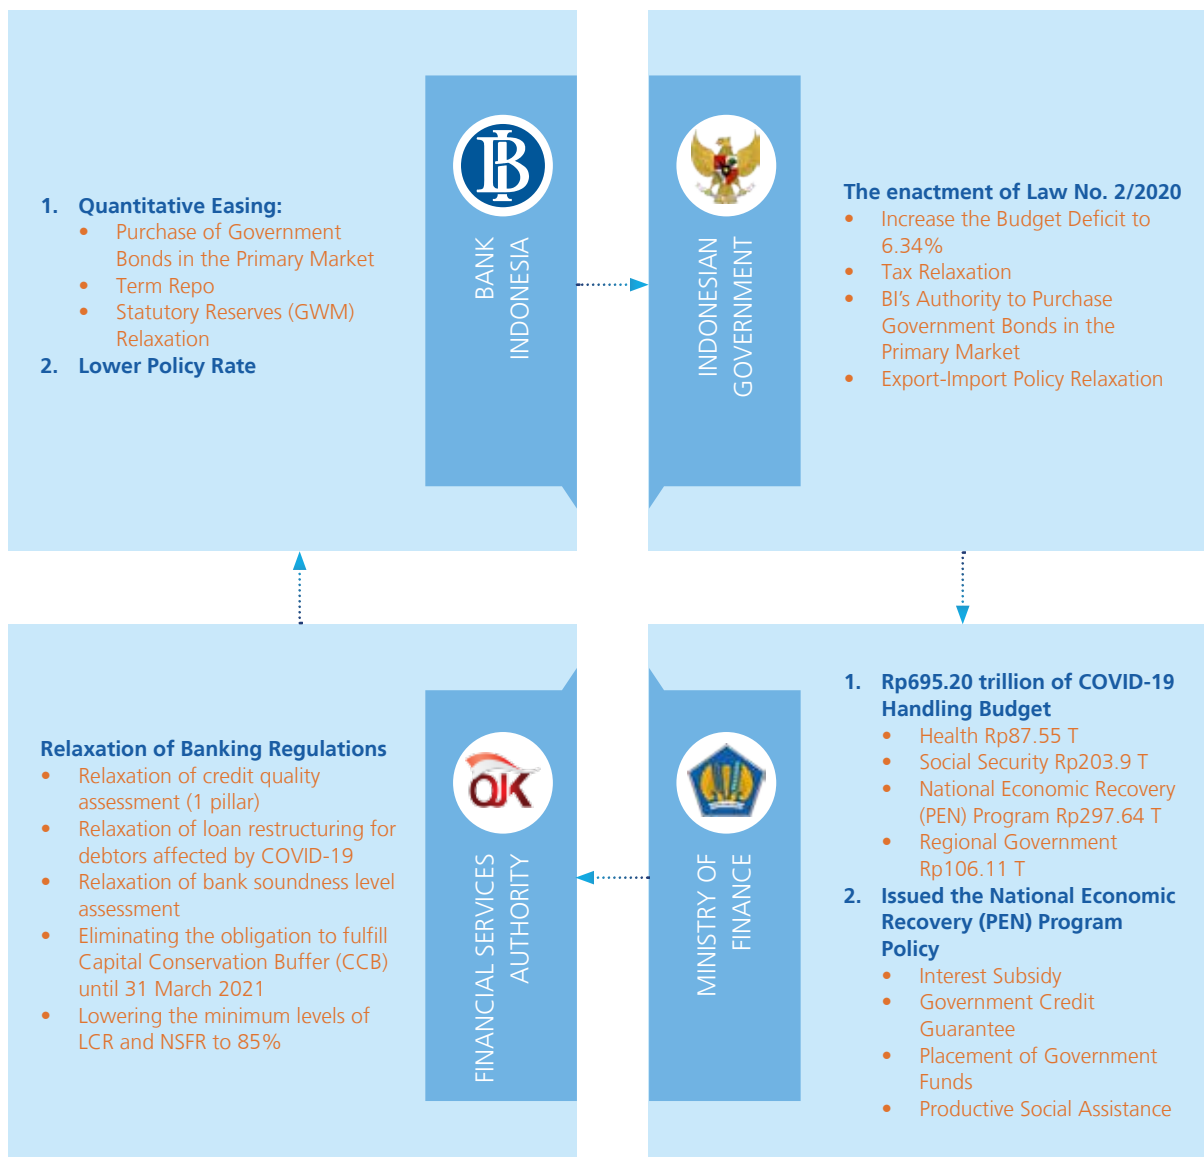 1. Quantitative Easing:
• Purchase of Government
Bonds in the Primary Market
• Term Repo
• Statutory Reserves (GWM)
Relaxation
2. Lower Policy Rate
BANK
INDONESIA
INDONESIAN
GOVERNMENT
The enactment of Law No. 2/2020
• Increase the Budget Deficit to
6.34%
• Tax Relaxation
• BI's Authority to Purchase
Government Bonds in the
Primary Market
• Export-Import Policy Relaxation
Relaxation of Banking Regulations
• Relaxation of credit quality
assessment (1 pillar)
• Relaxation of loan restructuring for
debtors affected by COVID-19
• Relaxation of bank soundness level
assessment
• Eliminating the obligation to fulfill
Capital Conservation Buffer (CCB)
until 31 March 2021
• Lowering the minimum levels of
LCR and NSFR to 85%
OJK
FINANCIAL SERVICES
AUTHORITY
MINISTRY OF
FINANCE
1. Rp695.20 trillion of COVID-19
Handling Budget
• Health Rp87.55 T
• Social Security Rp203.9 T
• National Economic Recovery
(PEN) Program Rp297.64 T
• Regional Government
Rp106.11 T
2. Issued the National Economic
Recovery (PEN) Program
Policy
• Interest Subsidy
• Government Credit
Guarantee
• Placement of Government
Funds
• Productive Social Assistance